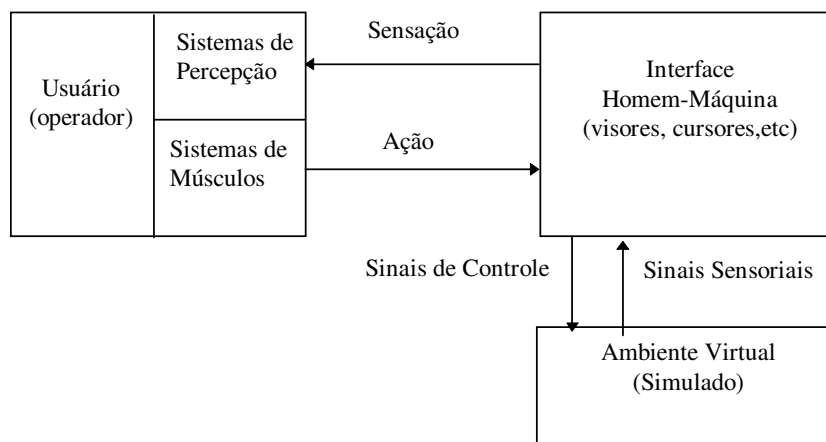 Usuário
(operador)
Sistemas de
Percepção
Sistemas de
Músculos
Sensação
Ação
Interface
Homem-Máquina
(visores, cursores,etc)
Sinais de Controle
Sinais Sensoriais
Ambiente Virtual
(Simulado)